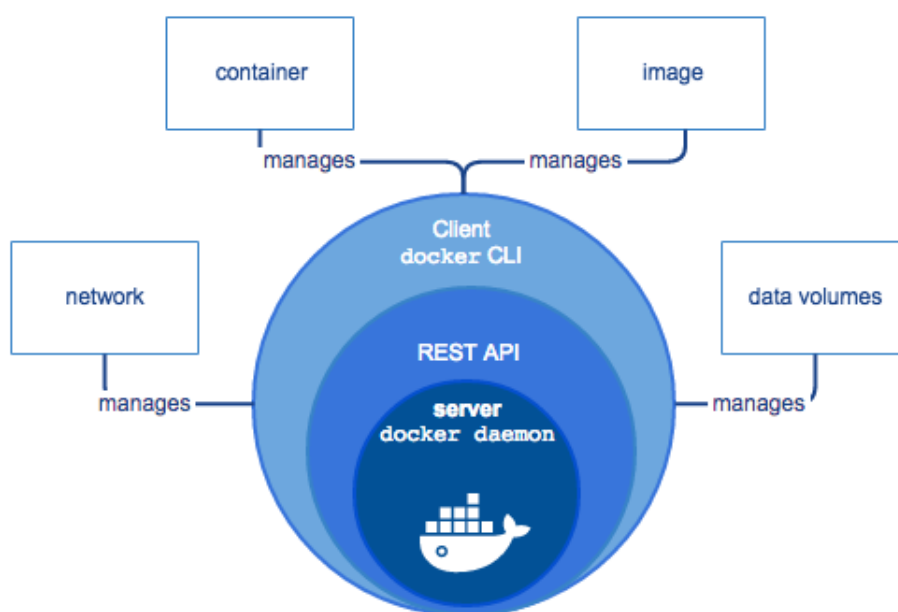 container
image
manages
manages
Client
docker CLI
network
data volumes
REST API
manages
manages
server
docker daemon